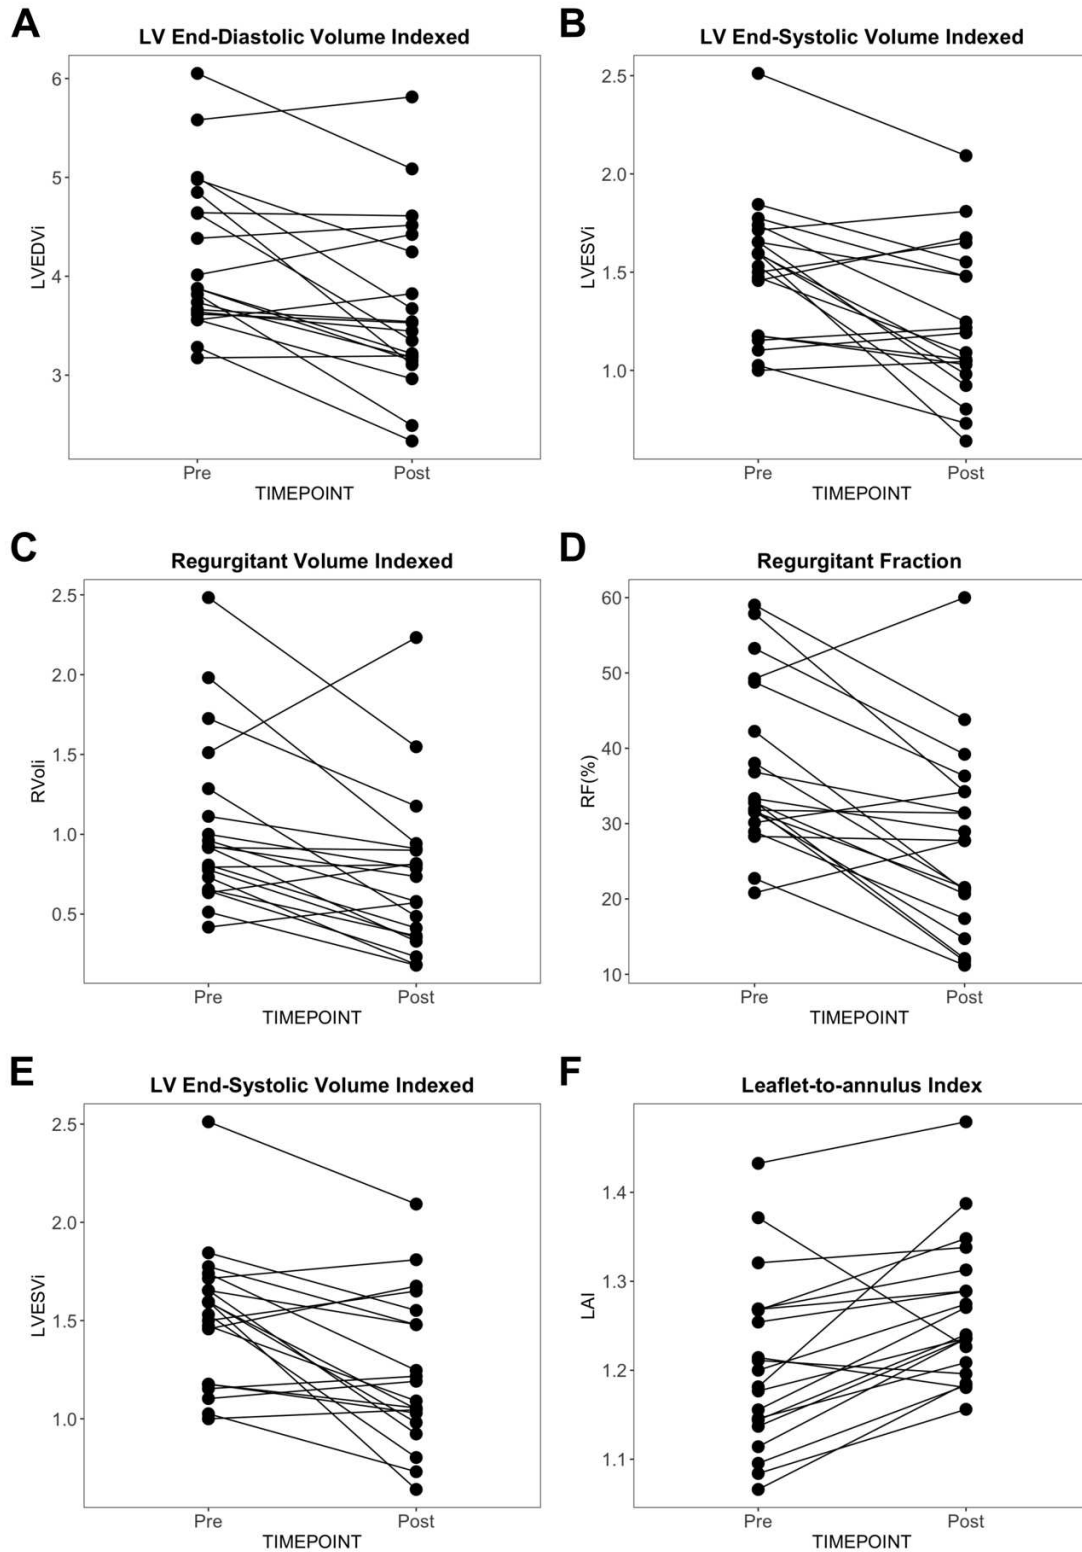 A
LV End-Diastolic Volume Indexed
6
5
4
3
LVEDVi
Pre
Post
TIMEPOINT
B
LV End-Systolic Volume Indexed
2.5
2.0
1.5
1.0
LVESVi
Pre
Post
TIMEPOINT
C
Regurgitant Volume Indexed
2.5
2.0
1.5
1.0
0.5
RVoli
Pre
Post
TIMEPOINT
D
Regurgitant Fraction
60
50
40
30
20
10
RF(%)
Pre
Post
TIMEPOINT
E
LV End-Systolic Volume Indexed
2.5
2.0
1.5
1.0
LVESVi
Pre
Post
TIMEPOINT
F
Leaflet-to-annulus Index
1.4
1.3
1.2
1.1
LAI
Pre
Post
TIMEPOINT